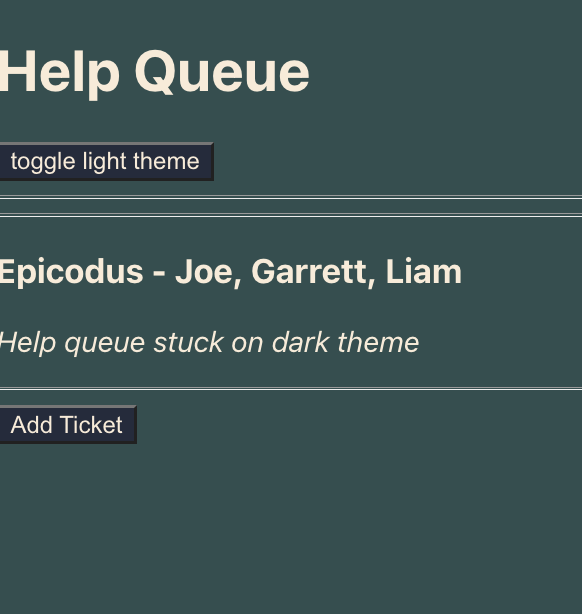 Help Queue
toggle light theme
Epicodus - Joe, Garrett, Liam
Help queue stuck on dark theme
Add Ticket